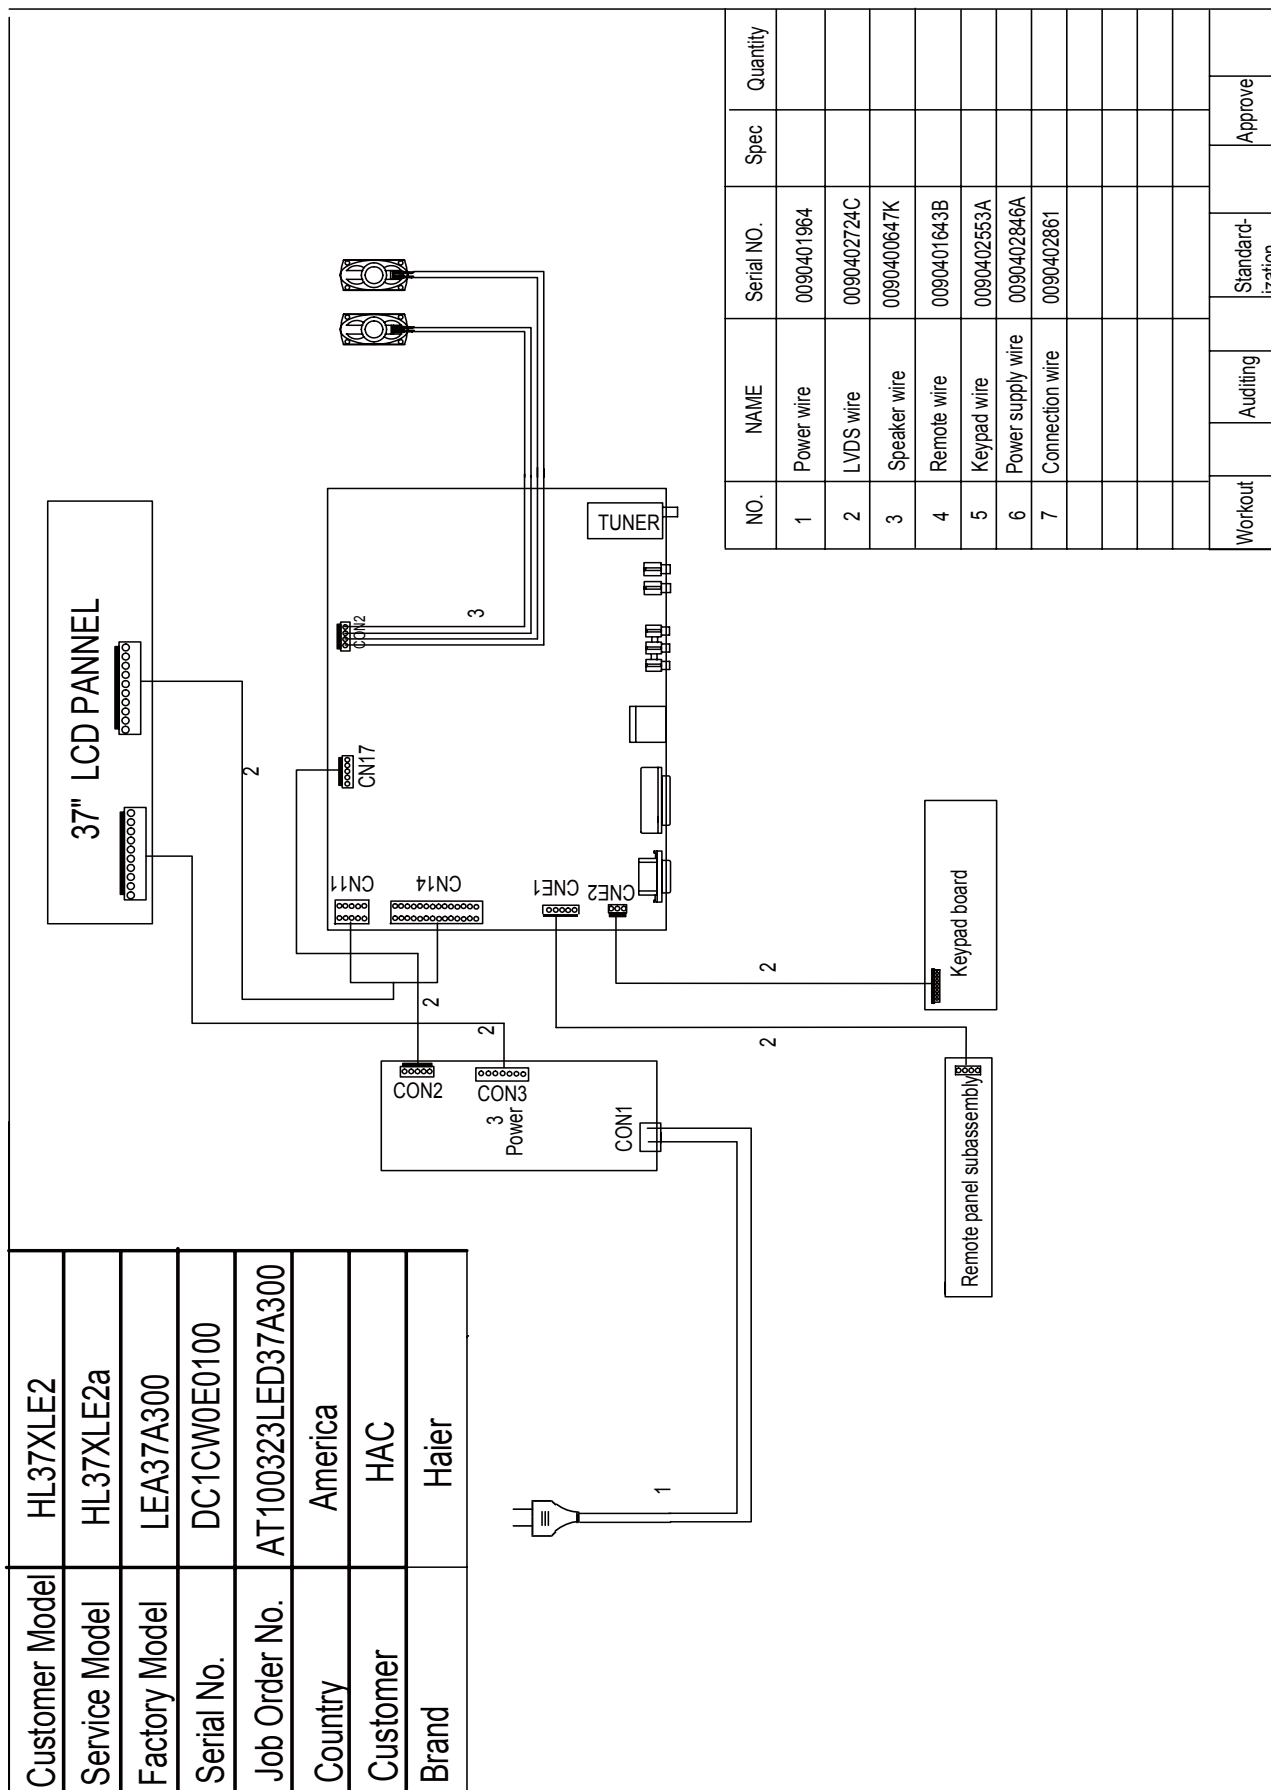 Customer Model HL37XLE2
Service Model HL37XLE2a
Factory Model LEA37A300
Serial No. DC1CW0E0100
Job Order No. AT100323LED37A300
Country America
Customer HAC
Brand Haier
37" LCD PANNEL
2
CN17
CON2
3
TUNER
CN11
CN14
CNE1
CNE2
2
2
CON2
CON3
3
Power
CON1
1
2
2
Keypad board
Remote panel subassembly
NO. NAME Serial NO. Spec Quantity
1 Power wire 0090401964
2 LVDS wire 0090402724C
3 Speaker wire 0090400647K
4 Remote wire 0090401643B
5 Keypad wire 0090402553A
6 Power supply wire 0090402846A
7 Connection wire 0090402861
Workout Auditing Standard- Approve
ization